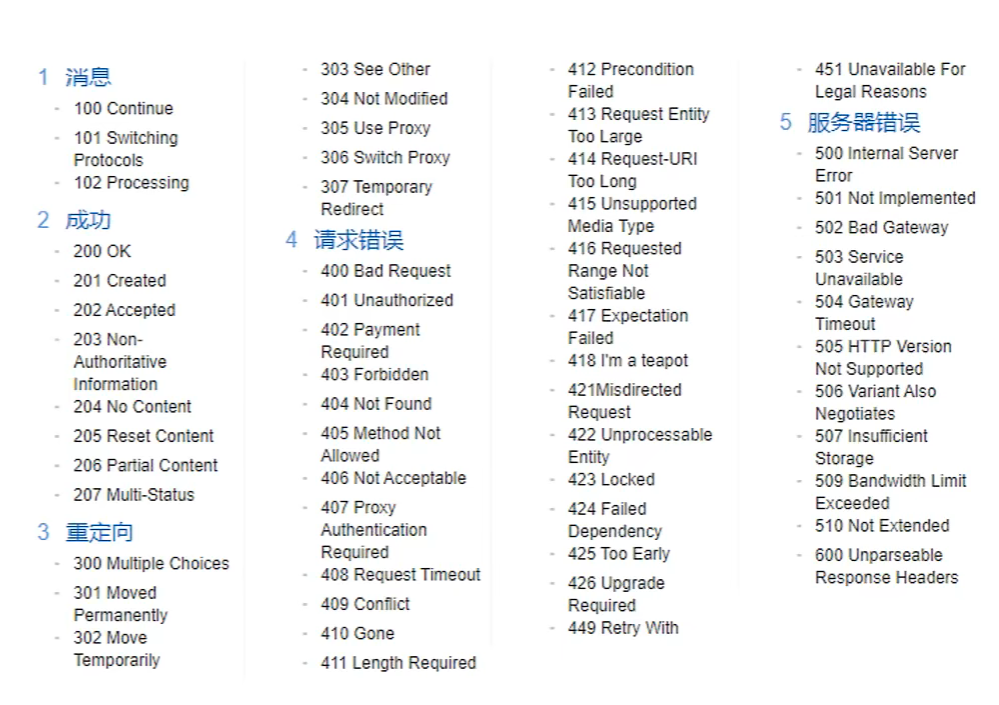 1 消息
- 100 Continue
- 101 Switching
Protocols
- 102 Processing
2 成功
- 200 OK
- 201 Created
- 202 Accepted
- 203 Non-
Authoritative
Information
- 204 No Content
- 205 Reset Content
- 206 Partial Content
- 207 Multi-Status
3 重定向
- 300 Multiple Choices
- 301 Moved
Permanently
- 302 Move
Temporarily
- 303 See Other
- 304 Not Modified
- 305 Use Proxy
- 306 Switch Proxy
- 307 Temporary
Redirect
4 请求错误
- 400 Bad Request
- 401 Unauthorized
- 402 Payment
Required
- 403 Forbidden
- 404 Not Found
- 405 Method Not
Allowed
- 406 Not Acceptable
- 407 Proxy
Authentication
Required
- 408 Request Timeout
- 409 Conflict
- 410 Gone
- 411 Length Required
- 412 Precondition
Failed
- 413 Request Entity
Too Large
- 414 Request-URI
Too Long
- 415 Unsupported
Media Type
- 416 Requested
Range Not
Satisfiable
- 417 Expectation
Failed
- 418 I'm a teapot
- 421Misdirected
Request
- 422 Unprocessable
Entity
- 423 Locked
- 424 Failed
Dependency
- 425 Too Early
- 426 Upgrade
Required
- 449 Retry With
- 451 Unavailable For
Legal Reasons
5 服务器错误
- 500 Internal Server
Error
- 501 Not Implemented
- 502 Bad Gateway
- 503 Service
Unavailable
- 504 Gateway
Timeout
- 505 HTTP Version
Not Supported
- 506 Variant Also
Negotiates
- 507 Insufficient
Storage
- 509 Bandwidth Limit
Exceeded
- 510 Not Extended
- 600 Unparseable
Response Headers